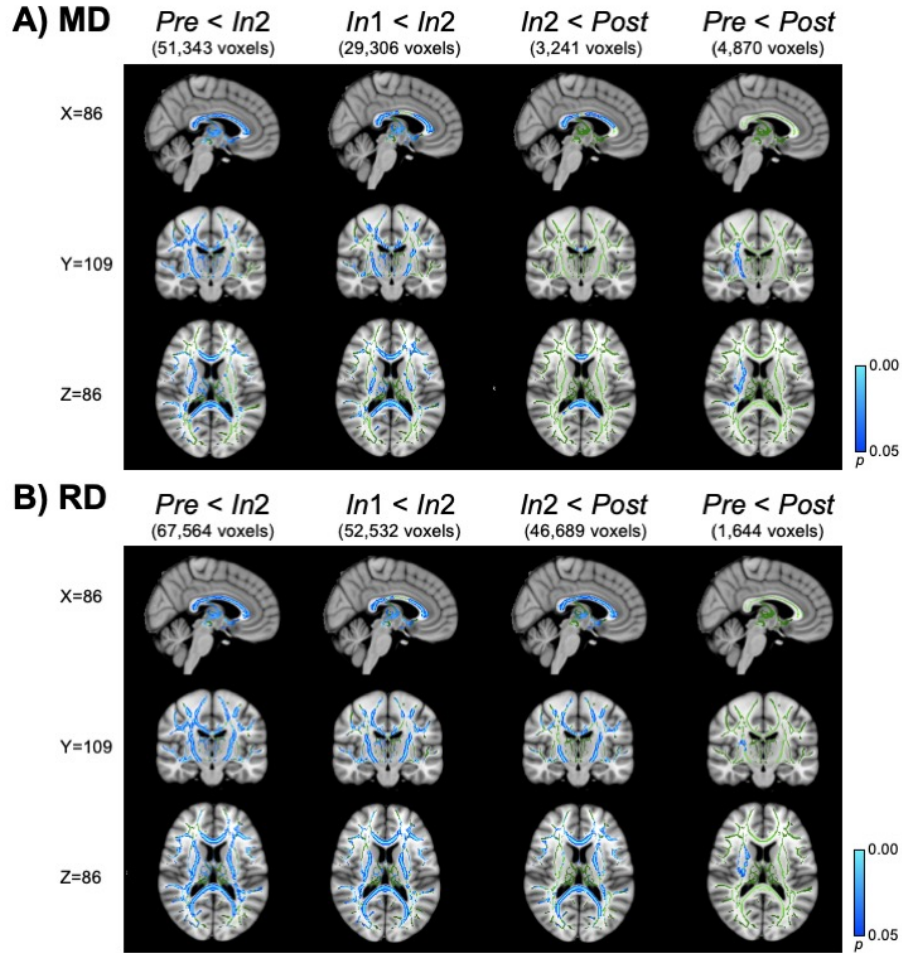 A) MD
Pre < In2 In1 < In2 In2 < Post Pre < Post
(51,343 voxels) (29,306 voxels) (3,241 voxels) (4,870 voxels)
X=86
Y=109
Z=86
0.00
0.05
p
B) RD
Pre < In2 In1 < In2 In2 < Post Pre < Post
(67,564 voxels) (52,532 voxels) (46,689 voxels) (1,644 voxels)
X=86
Y=109
Z=86
0.00
0.05
p